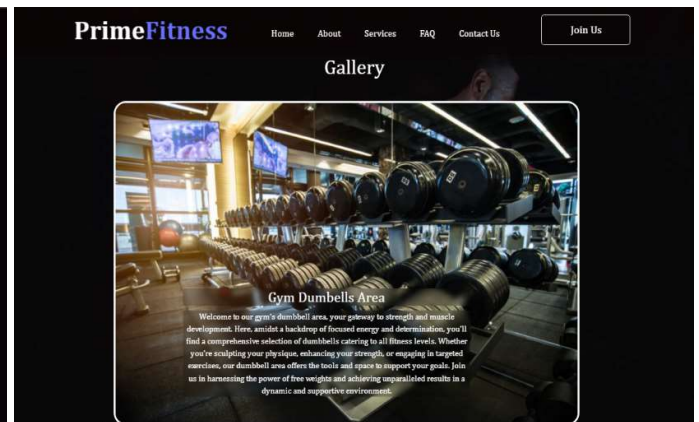 PrimeFitness
Home About Services FAQ Contact Us
Join Us
Gallery
Gym Dumbells Area
Welcome to our gym's dumbbell area, your gateway to strength and muscle
development. Here, amidst a backdrop of focused energy and determination, you'll
find a comprehensive selection of dumbbells catering to all fitness levels. Whether
you're sculpting your physique, enhancing your strength, or engaging in targeted
exercises, our dumbbell area offers the tools and space to support your goals. Join
us in harnessing the power of free weights and achieving unparalleled results in a
dynamic and supportive environment.